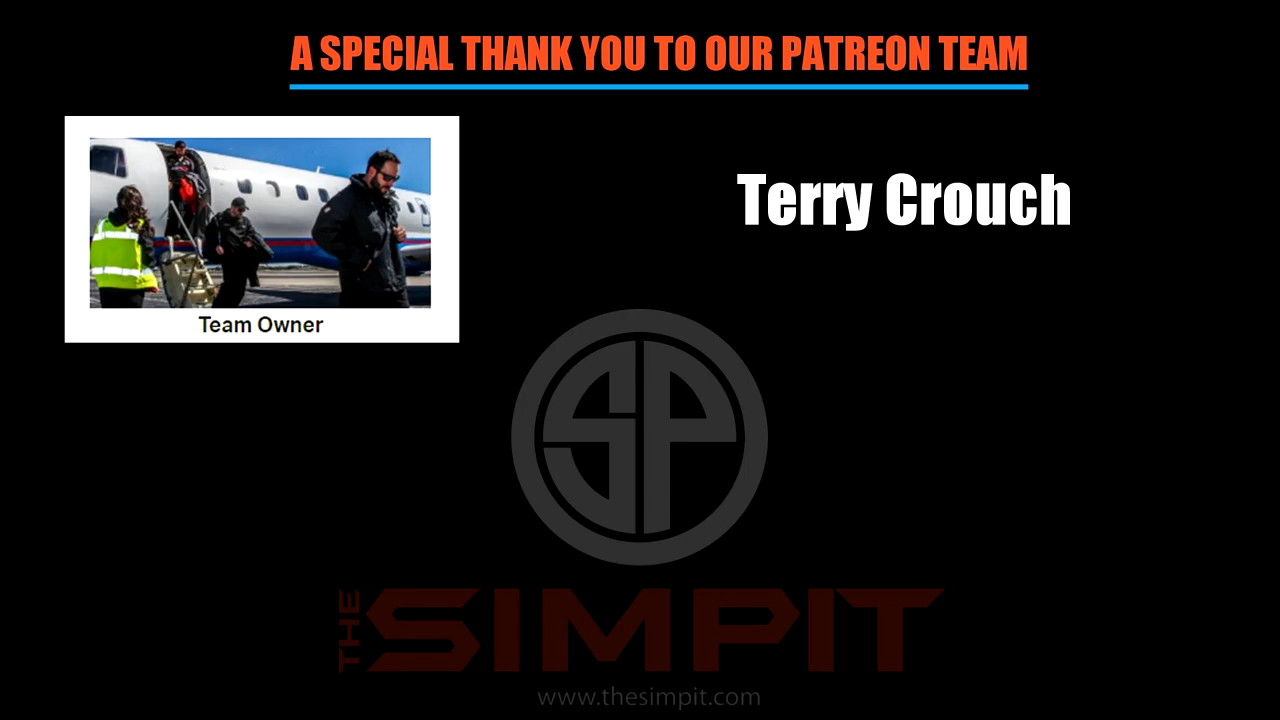 A SPECIAL THANK YOU TO OUR PATREON TEAM
Terry Crouch
Team Owner
SP
THE SIMPIT
www.thesimpit.com